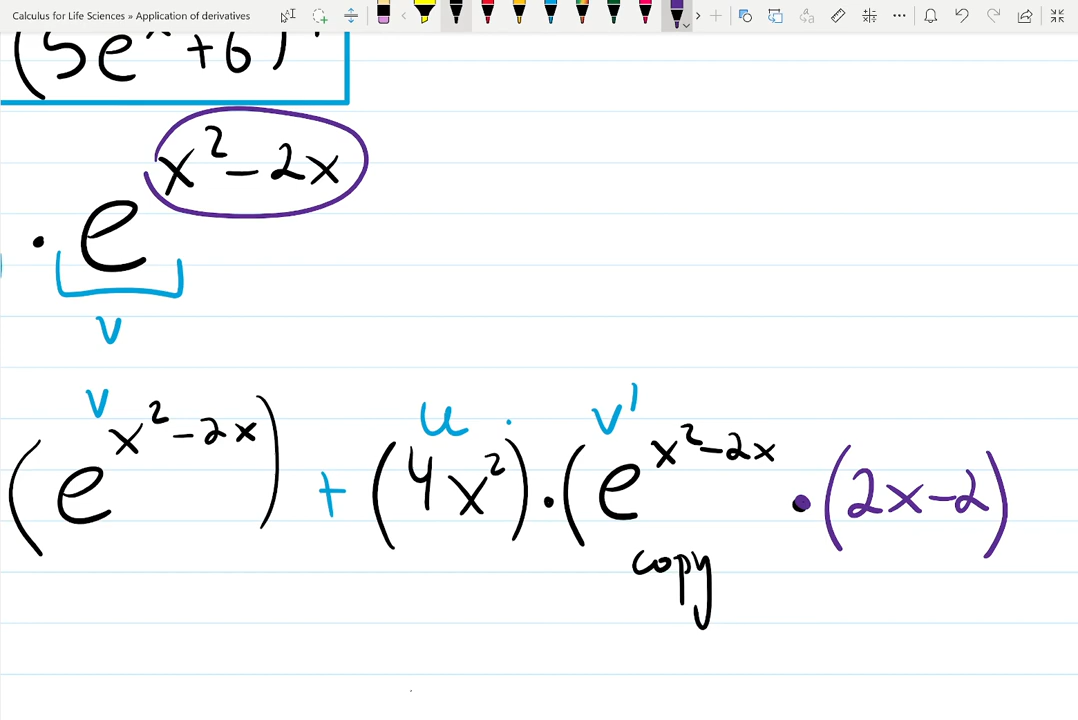 Calculus for Life Sciences » Application of derivatives
(5e^x + 6)
· e^{x² - 2x}
v
v u · v'
(e^{x² - 2x}) + (4x²) · (e^{x² - 2x} · (2x - 2)
copy